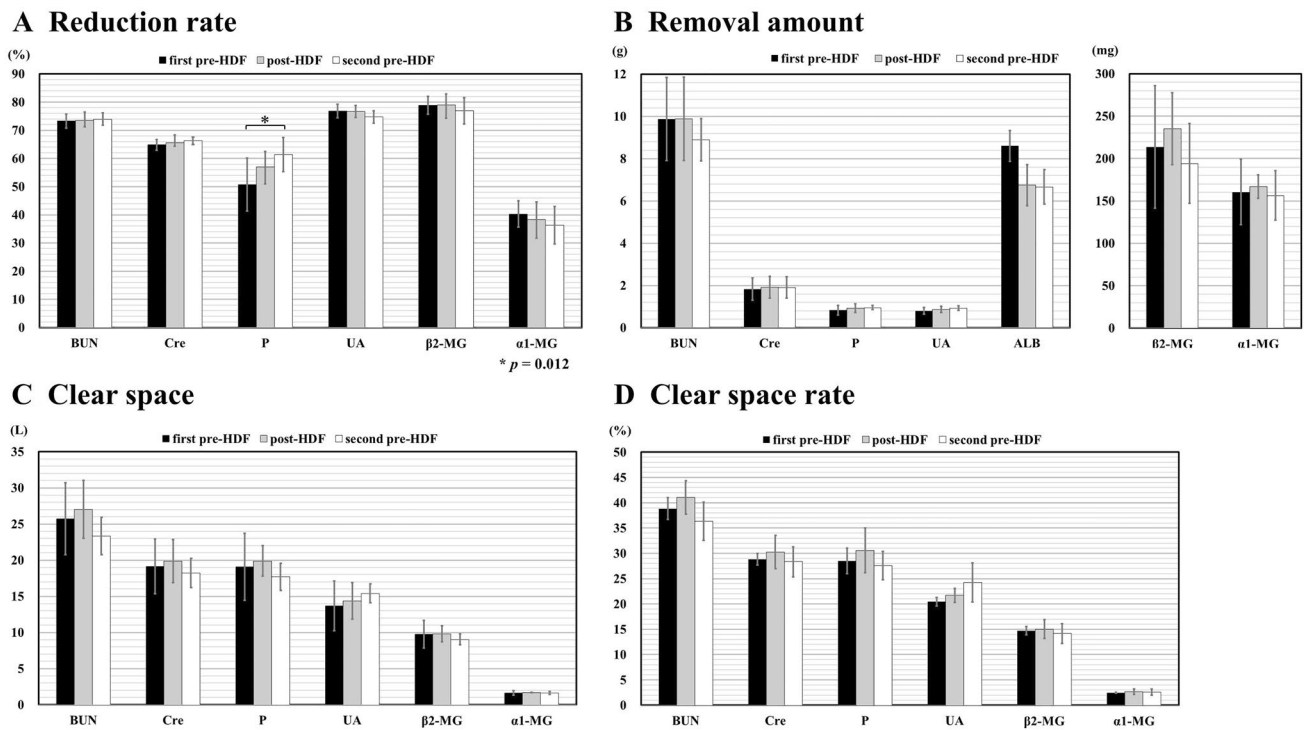 A Reduction rate
(%)
first pre-HDF post-HDF second pre-HDF
90
80
70
60
50
40
30
20
10
0
*
BUN Cre P UA β2-MG α1-MG
* p = 0.012
B Removal amount
(g)
first pre-HDF post-HDF second pre-HDF
12
10
8
6
4
2
0
BUN Cre P UA ALB
(mg)
300
250
200
150
100
50
0
ß2-MG α1-MG
C Clear space
(L)
first pre-HDF post-HDF second pre-HDF
35
30
25
20
15
10
5
0
BUN Cre P UA β2-MG α1-MG
D Clear space rate
(%)
first pre-HDF post-HDF second pre-HDF
50
45
40
35
30
25
20
15
10
5
0
BUN Cre P UA β2-MG α1-MG